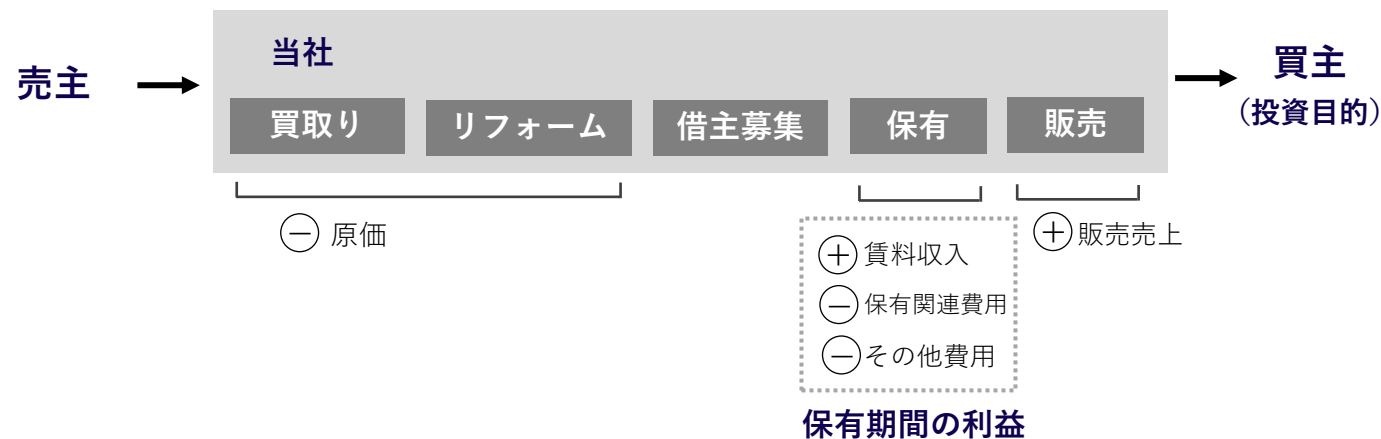 当社
売主
買主
(投資目的)
買取り
リフォーム
借主募集
保有
販売
－ 原価
＋ 賃料収入
－ 保有関連費用
－ その他費用
＋ 販売売上
保有期間の利益